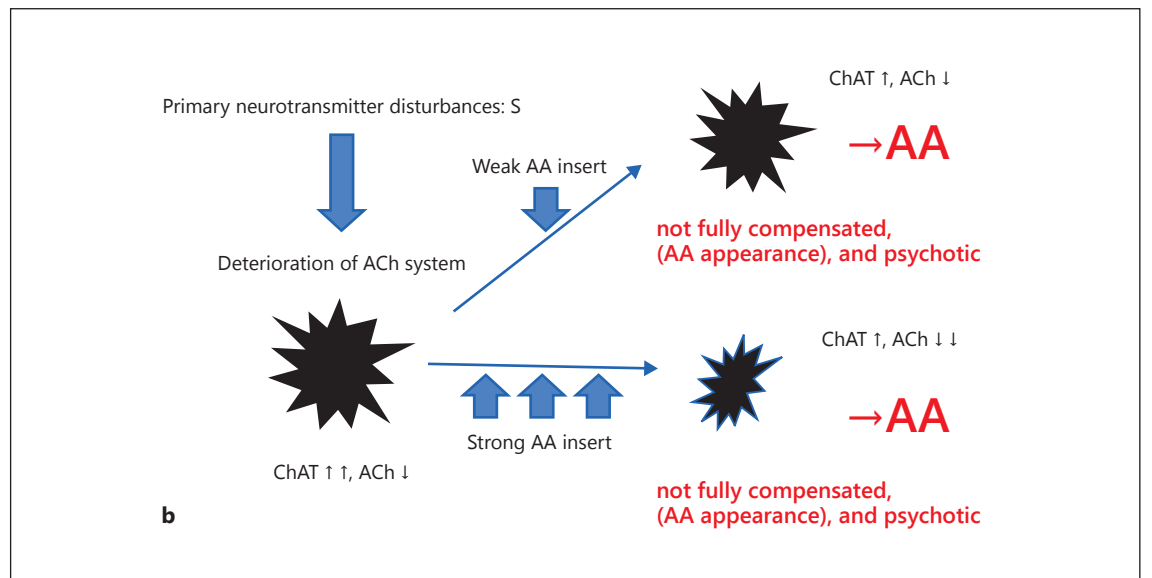 Primary neurotransmitter disturbances: S
Deterioration of ACh system
ChAT ↑ ↑, ACh ↓
Weak AA insert
Strong AA insert
ChAT ↑, ACh ↓
→AA
not fully compensated,
(AA appearance), and psychotic
ChAT ↑, ACh ↓ ↓
→AA
not fully compensated,
(AA appearance), and psychotic
b